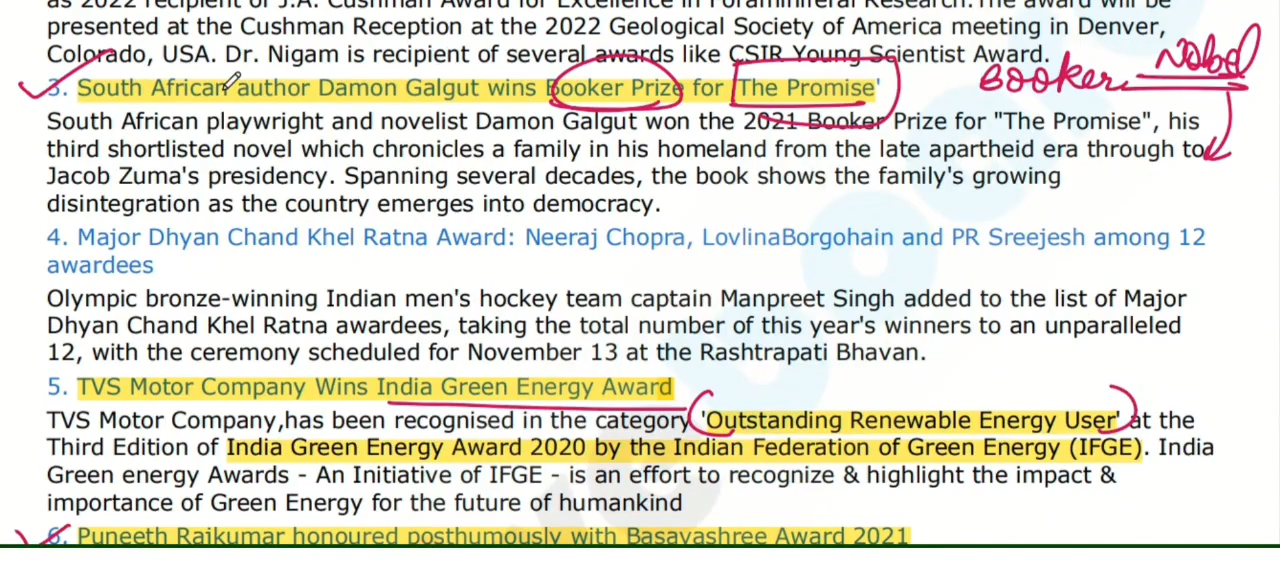 as 2022 recipient of J.A. Cushman Award for Excellence in Foraminiferal Research.The award will be
presented at the Cushman Reception at the 2022 Geological Society of America meeting in Denver,
Colorado, USA. Dr. Nigam is recipient of several awards like CSIR Young Scientist Award.
3. South African author Damon Galgut wins Booker Prize for 'The Promise'
Booker Nobel
South African playwright and novelist Damon Galgut won the 2021 Booker Prize for "The Promise", his
third shortlisted novel which chronicles a family in his homeland from the late apartheid era through to
Jacob Zuma's presidency. Spanning several decades, the book shows the family's growing
disintegration as the country emerges into democracy.
4. Major Dhyan Chand Khel Ratna Award: Neeraj Chopra, LovlinaBorgohain and PR Sreejesh among 12
awardees
Olympic bronze-winning Indian men's hockey team captain Manpreet Singh added to the list of Major
Dhyan Chand Khel Ratna awardees, taking the total number of this year's winners to an unparalleled
12, with the ceremony scheduled for November 13 at the Rashtrapati Bhavan.
5. TVS Motor Company Wins India Green Energy Award
TVS Motor Company,has been recognised in the category 'Outstanding Renewable Energy User' at the
Third Edition of India Green Energy Award 2020 by the Indian Federation of Green Energy (IFGE). India
Green energy Awards - An Initiative of IFGE - is an effort to recognize & highlight the impact &
importance of Green Energy for the future of humankind
6. Puneeth Rajkumar honoured posthumously with Basavashree Award 2021